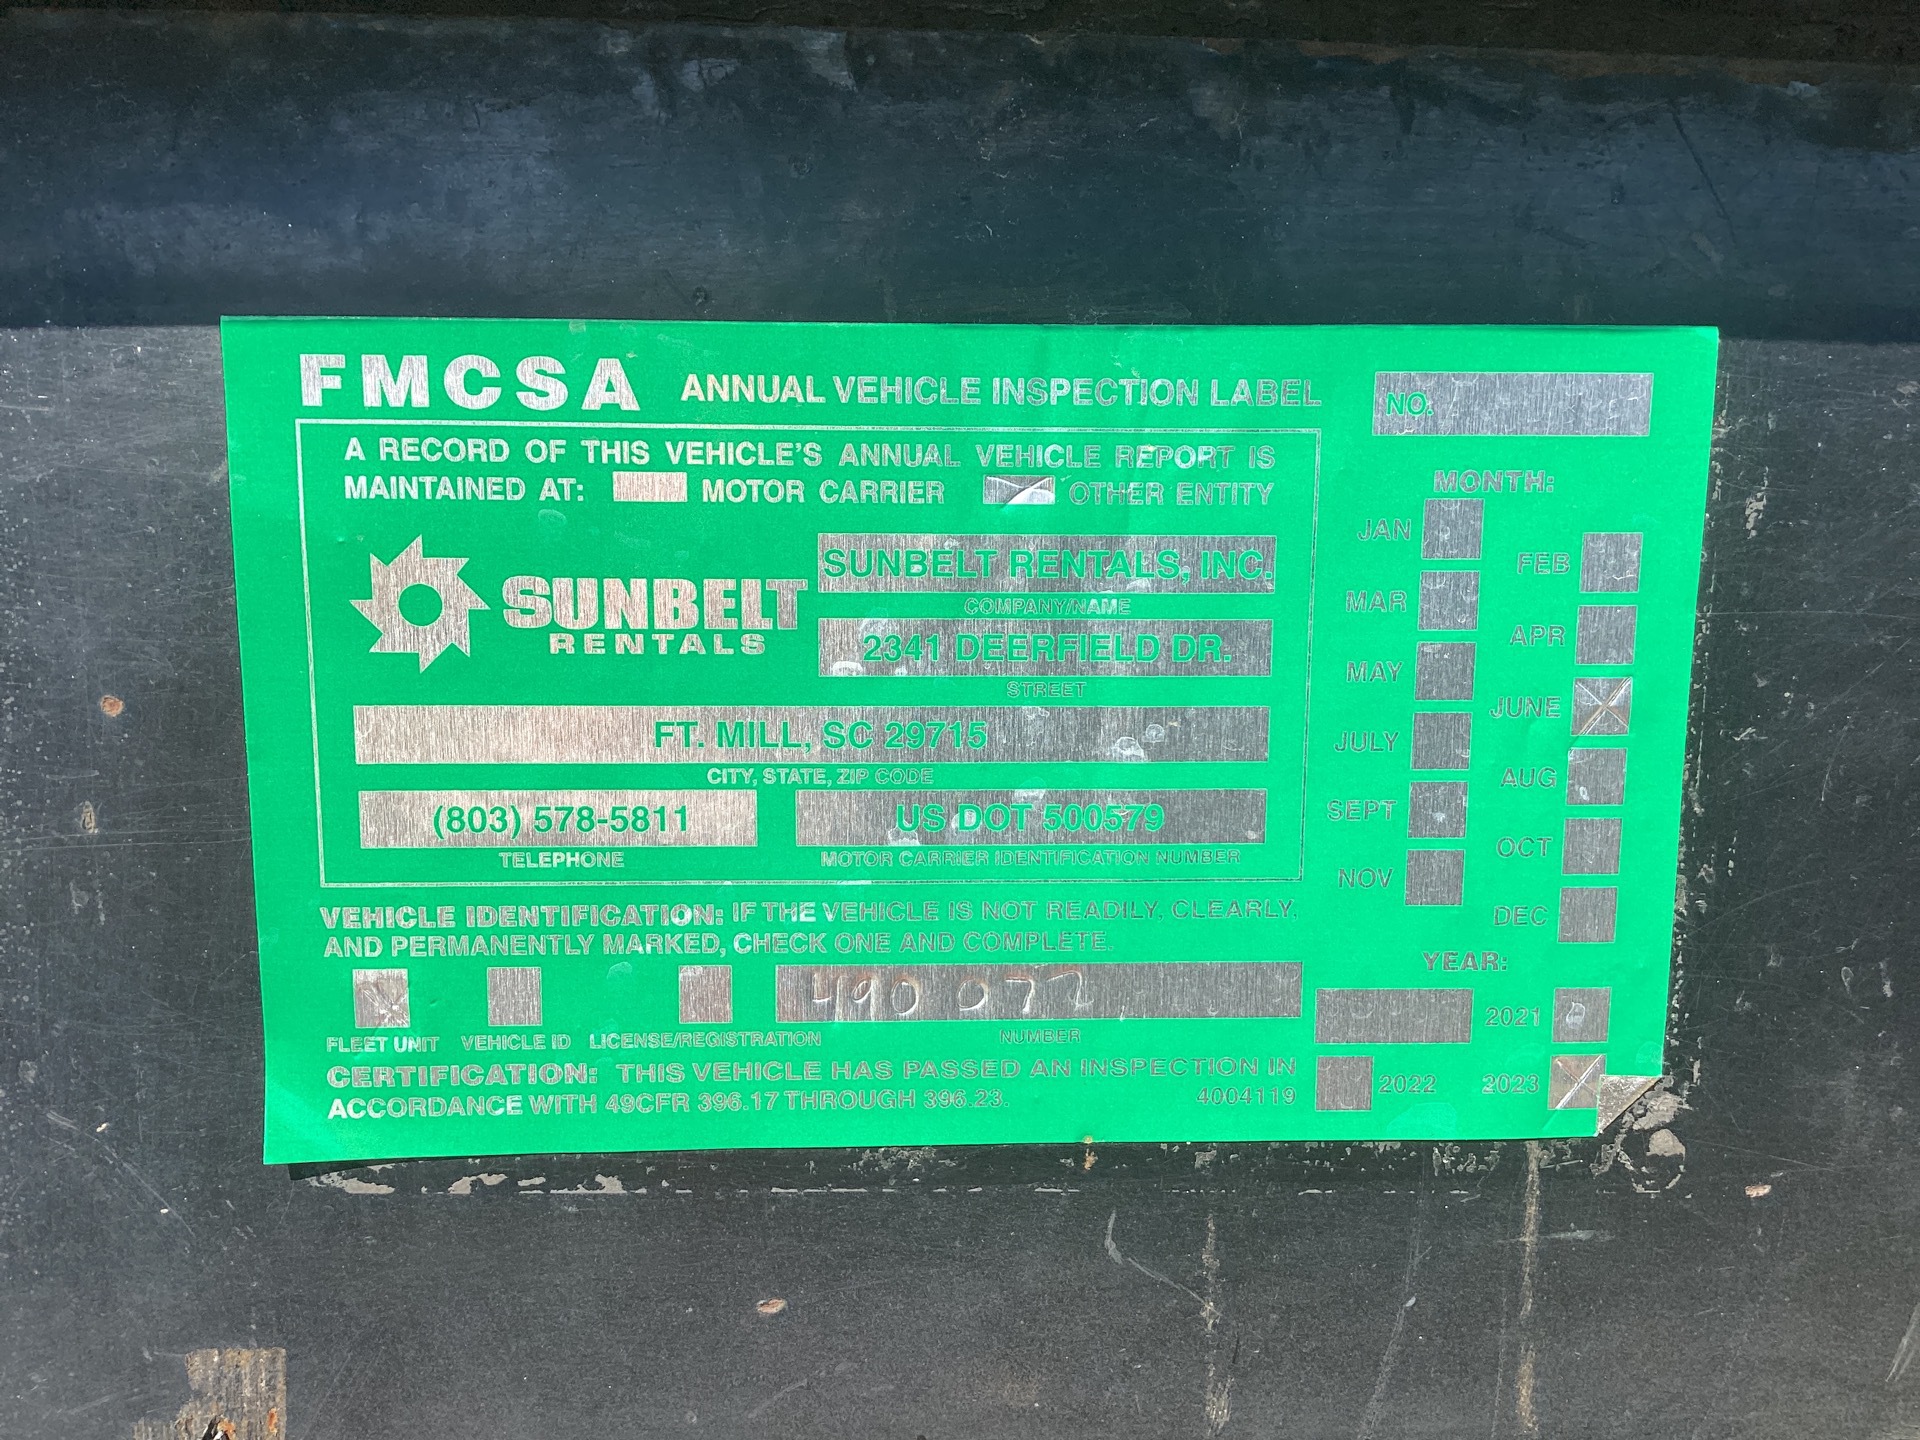 FMCSA ANNUAL VEHICLE INSPECTION LABEL
NO.
A RECORD OF THIS VEHICLE'S ANNUAL VEHICLE REPORT IS
MAINTAINED AT: MOTOR CARRIER OTHER ENTITY
SUNBELT
RENTALS
SUNBELT RENTALS, INC.
COMPANY/NAME
2341 DEERFIELD DR.
STREET
FT. MILL, SC 29715
CITY, STATE, ZIP CODE
(803) 578-5811
TELEPHONE
US DOT 500579
MOTOR CARRIER IDENTIFICATION NUMBER
VEHICLE IDENTIFICATION: IF THE VEHICLE IS NOT READILY, CLEARLY,
AND PERMANENTLY MARKED, CHECK ONE AND COMPLETE.
490 072
FLEET UNIT VEHICLE ID LICENSE/REGISTRATION NUMBER
CERTIFICATION: THIS VEHICLE HAS PASSED AN INSPECTION IN
ACCORDANCE WITH 49CFR 396.17 THROUGH 396.23. 4004119
MONTH:
JAN
FEB
MAR
APR
MAY
JUNE
JULY
AUG
SEPT
OCT
NOV
DEC
YEAR:
2021
2022 2023